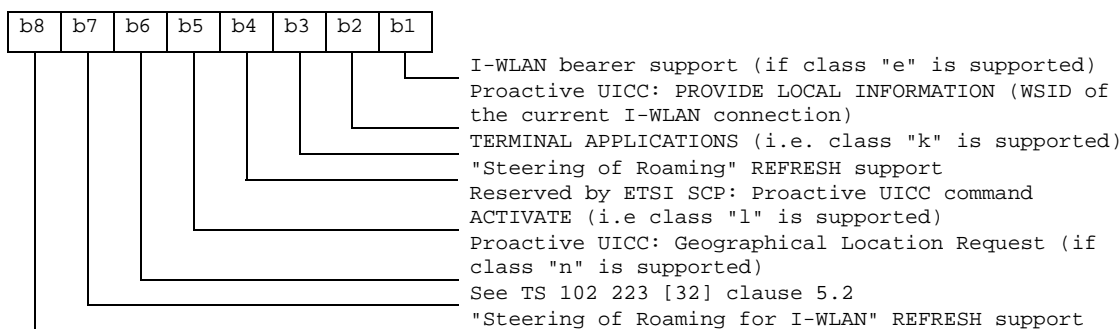 b8 b7 b6 b5 b4 b3 b2 b1
I-WLAN bearer support (if class "e" is supported)
Proactive UICC: PROVIDE LOCAL INFORMATION (WSID of
the current I-WLAN connection)
TERMINAL APPLICATIONS (i.e. class "k" is supported)
"Steering of Roaming" REFRESH support
Reserved by ETSI SCP: Proactive UICC command
ACTIVATE (i.e class "l" is supported)
Proactive UICC: Geographical Location Request (if
class "n" is supported)
See TS 102 223 [32] clause 5.2
"Steering of Roaming for I-WLAN" REFRESH support